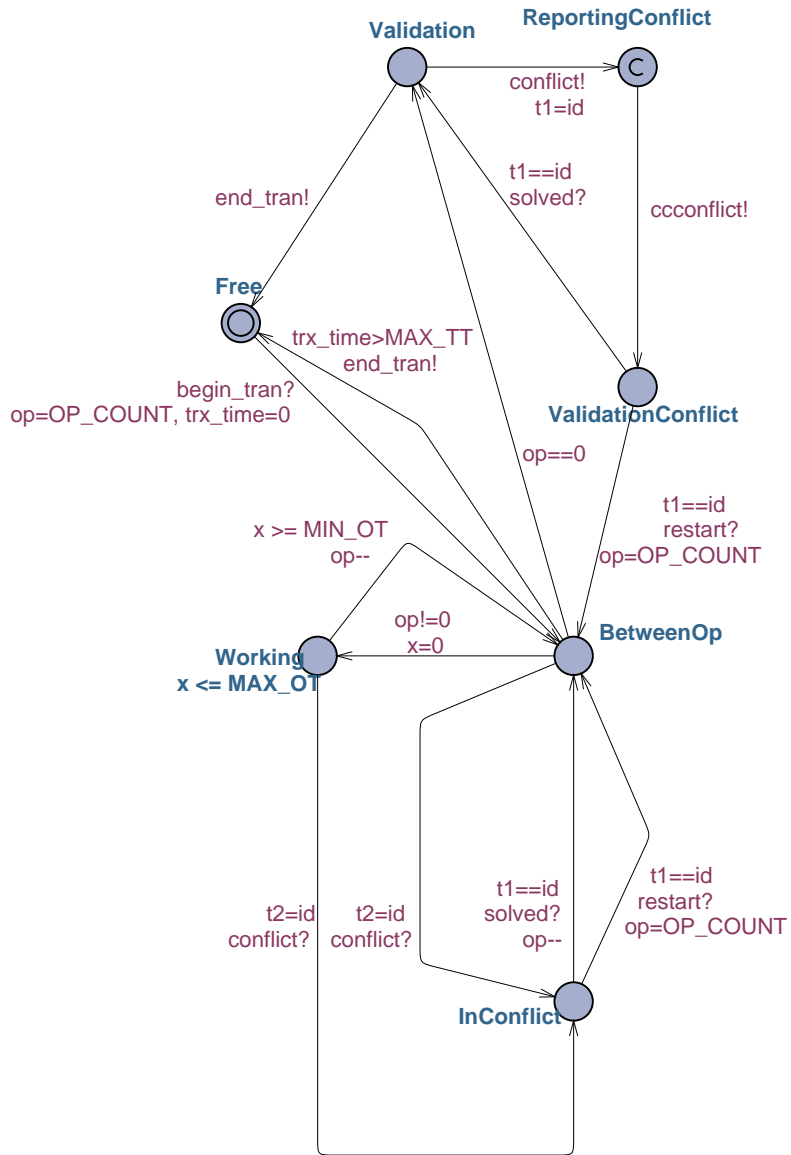 Validation
ReportingConflict
C
conflict!
t1=id
t1==id
solved?
end_tran!
ccconflict!
Free
trx_time>MAX_TT
end_tran!
begin_tran?
op=OP_COUNT, trx_time=0
ValidationConflict
op==0
t1==id
restart?
op=OP_COUNT
x >= MIN_OT
op--
op!=0
x=0
BetweenOp
Working
x <= MAX_OT
t2=id
conflict?
t2=id
conflict?
t1==id
solved?
op--
t1==id
restart?
op=OP_COUNT
InConflict